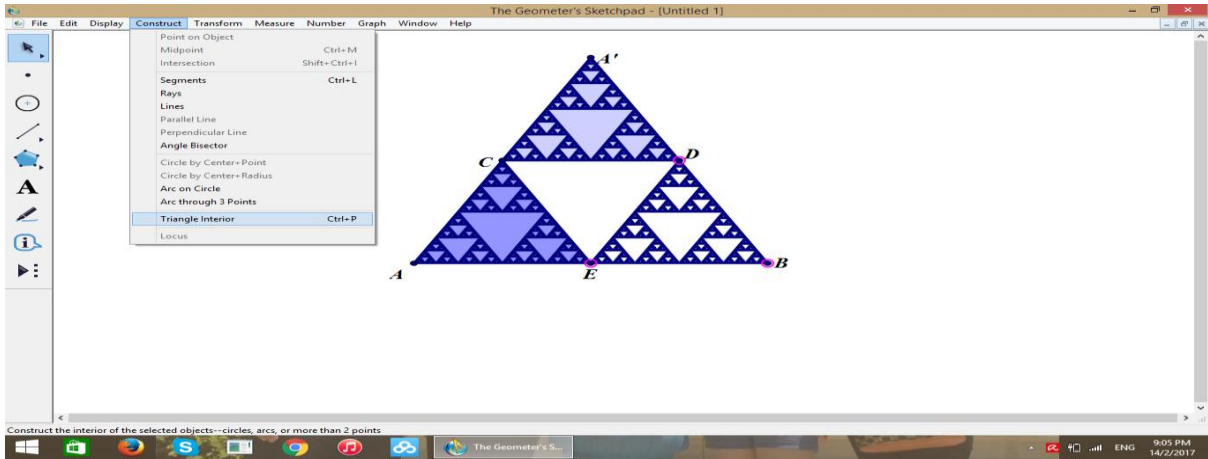 The Geometer's Sketchpad - [Untitled 1]
File Edit Display Construct Transform Measure Number Graph Window Help
Point on Object
Midpoint Ctrl+M
Intersection Shift+Ctrl+I
Segments Ctrl+L
Rays
Lines
Parallel Line
Perpendicular Line
Angle Bisector
Circle by Center+Point
Circle by Center+Radius
Arc on Circle
Arc through 3 Points
Triangle Interior Ctrl+P
Locus
A
A'
C
D
A
E
B
Construct the interior of the selected objects--circles, arcs, or more than 2 points
The Geometer's S...
ENG
9:05 PM
14/2/2017